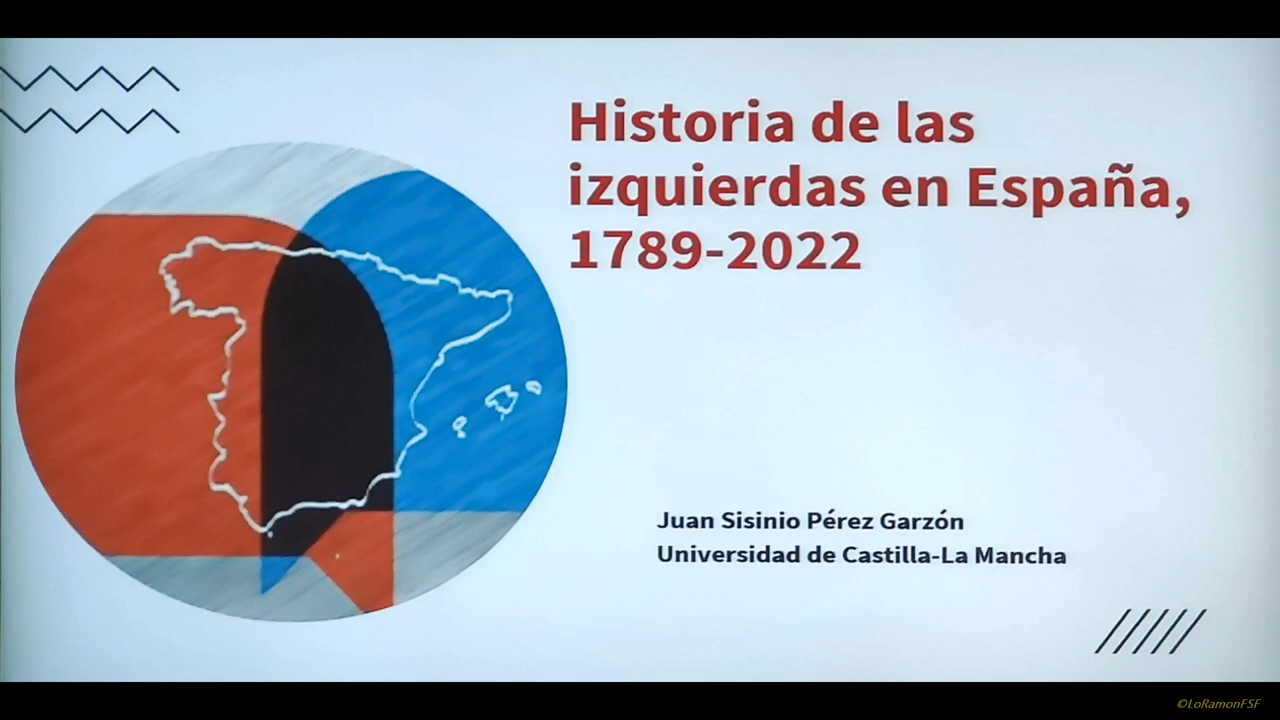 Historia de las
izquierdas en España,
1789-2022
Juan Sisinio Pérez Garzón
Universidad de Castilla-La Mancha
©LoRamonFSF